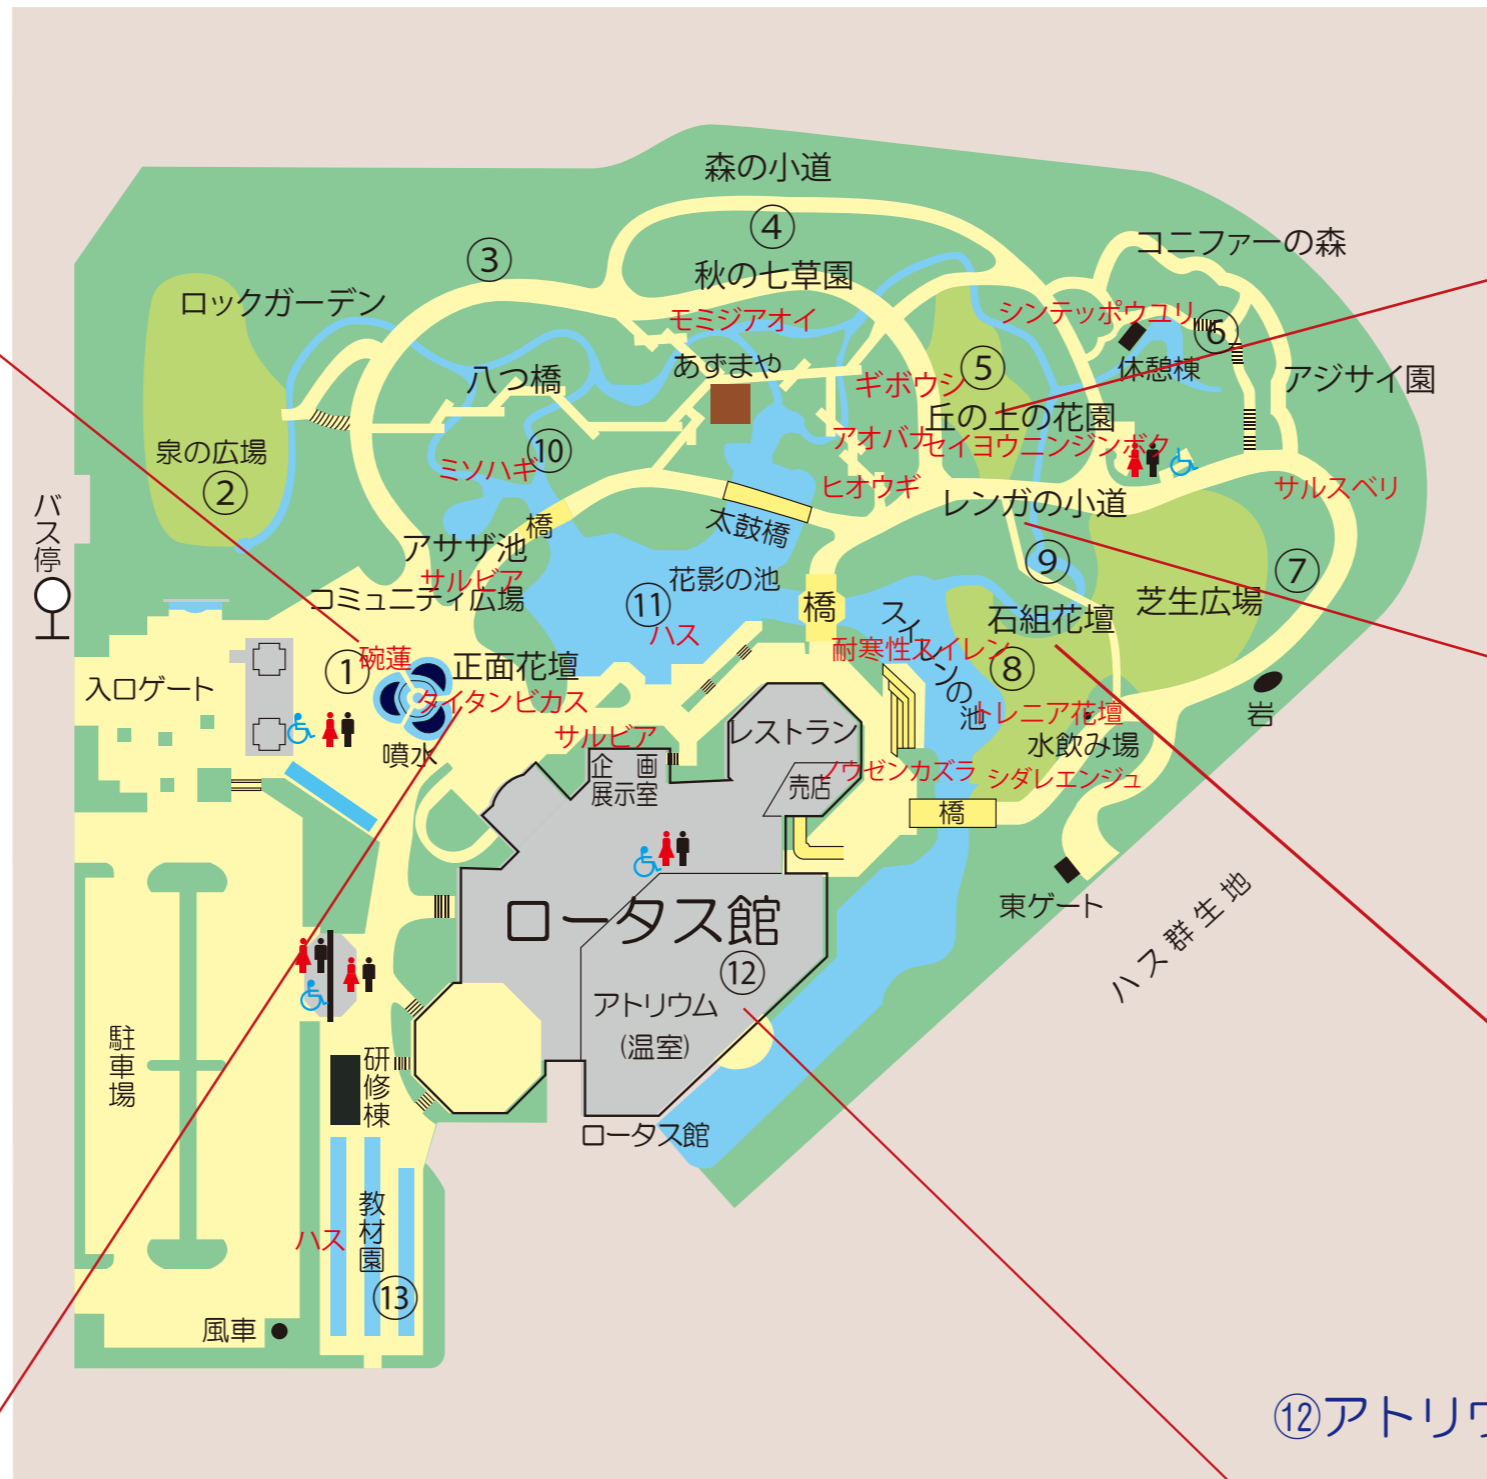 森の小道
④
秋の七草園
モミジアオイ
③
ロックガーデン
コニファーの森
シンテッポウユリ
⑥
休憩棟
アジサイ園
あずまや
八つ橋
ギボウシ
⑤
丘の上の花園
アオバナ
セイヨウニンジンボク
泉の広場
②
⑩
ミソハギ
ヒオウギ
レンガの小道
サルスベリ
バス停
太鼓橋
橋
アサザ池
サルビア
コミュニティ広場
花影の池
⑪
ハス
橋
⑨
⑦
芝生広場
石組花壇
スイレンの池
耐寒性スイレン
⑧
入口ゲート
①
碗蓮
正面花壇
タイタンビカス
噴水
サルビア
レストラン
売店
企画
展示室
ノウゼンカズラ
トレニア花壇
水飲み場
シダレエンジュ
岩
橋
東ゲート
ハス群生地
ロータス館
⑫
アトリウム
(温室)
ロータス館
駐車場
研修棟
教材園
ハス
⑬
風車
⑫アトリウ